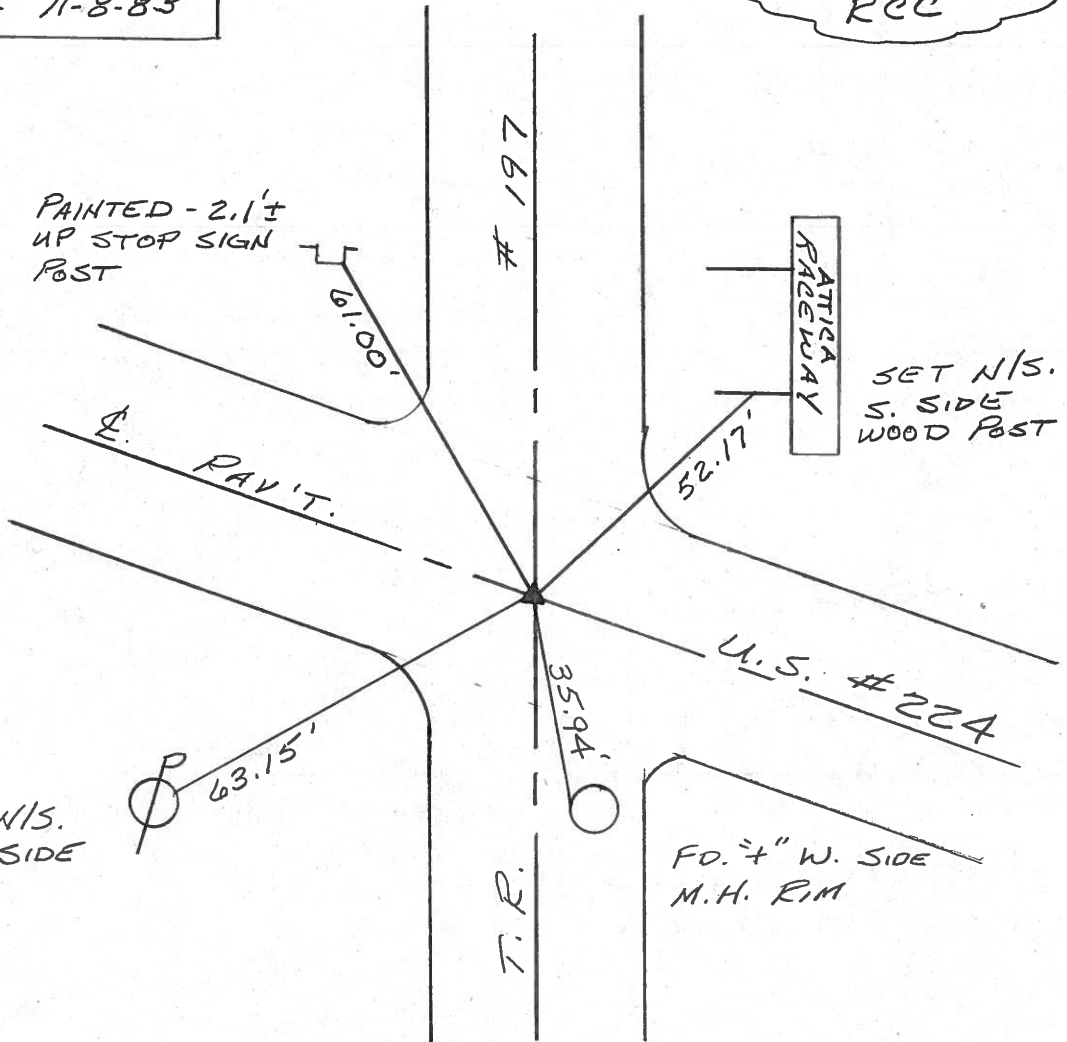 11-8-83
RCC
# 197
PAINTED - 2.1'±
UP STOP SIGN
POST
61.00'
ATTICA
RACEWAY
SET N/S.
S. SIDE
WOOD POST
52.17'
℄.
PAV'T.
U.S. #224
35.94'
63.15'
P
N/S.
SIDE
FD. "+" W. SIDE
M.H. RIM
T.R.